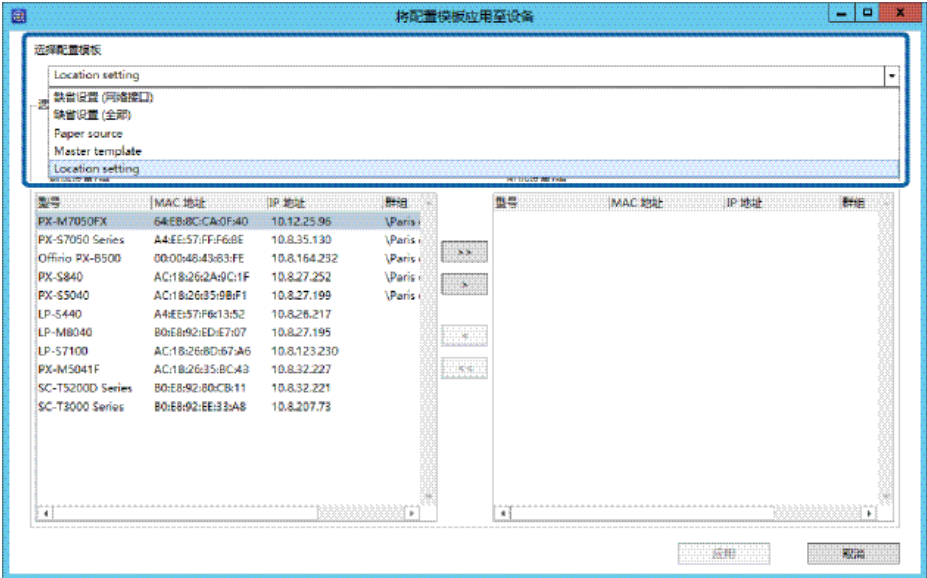 将配置模板应用至设备
选择配置模板
Location setting
缺省设置 (网络接口)
缺省设置 (全部)
Paper source
Master template
Location setting
型号 MAC 地址 IP 地址 群组
PX-M7050FX 64:EB:8C:CA:0F:40 10.12.25.96 \Paris
PX-S7050 Series A4:EE:57:FF:F6:8E 10.8.35.130 \Paris
Offirio PX-B500 00:00:48:43:83:FE 10.8.164.232 \Paris
PX-S840 AC:18:26:2A:9C:1F 10.8.27.252 \Paris
PX-S5040 AC:18:26:35:9B:F1 10.8.27.199 \Paris
LP-S440 A4:EE:57:F6:13:52 10.8.26.217
LP-M8040 B0:E8:92:ED:E7:07 10.8.27.195
LP-S7100 AC:18:26:8D:67:A6 10.8.123.230
PX-M5041F AC:18:26:35:BC:43 10.8.32.227
SC-T5200D Series B0:E8:92:80:CB:11 10.8.32.221
SC-T3000 Series B0:E8:92:EE:33:A8 10.8.207.73
>>
>
<
<<
型号 MAC 地址 IP 地址 群组
应用 取消